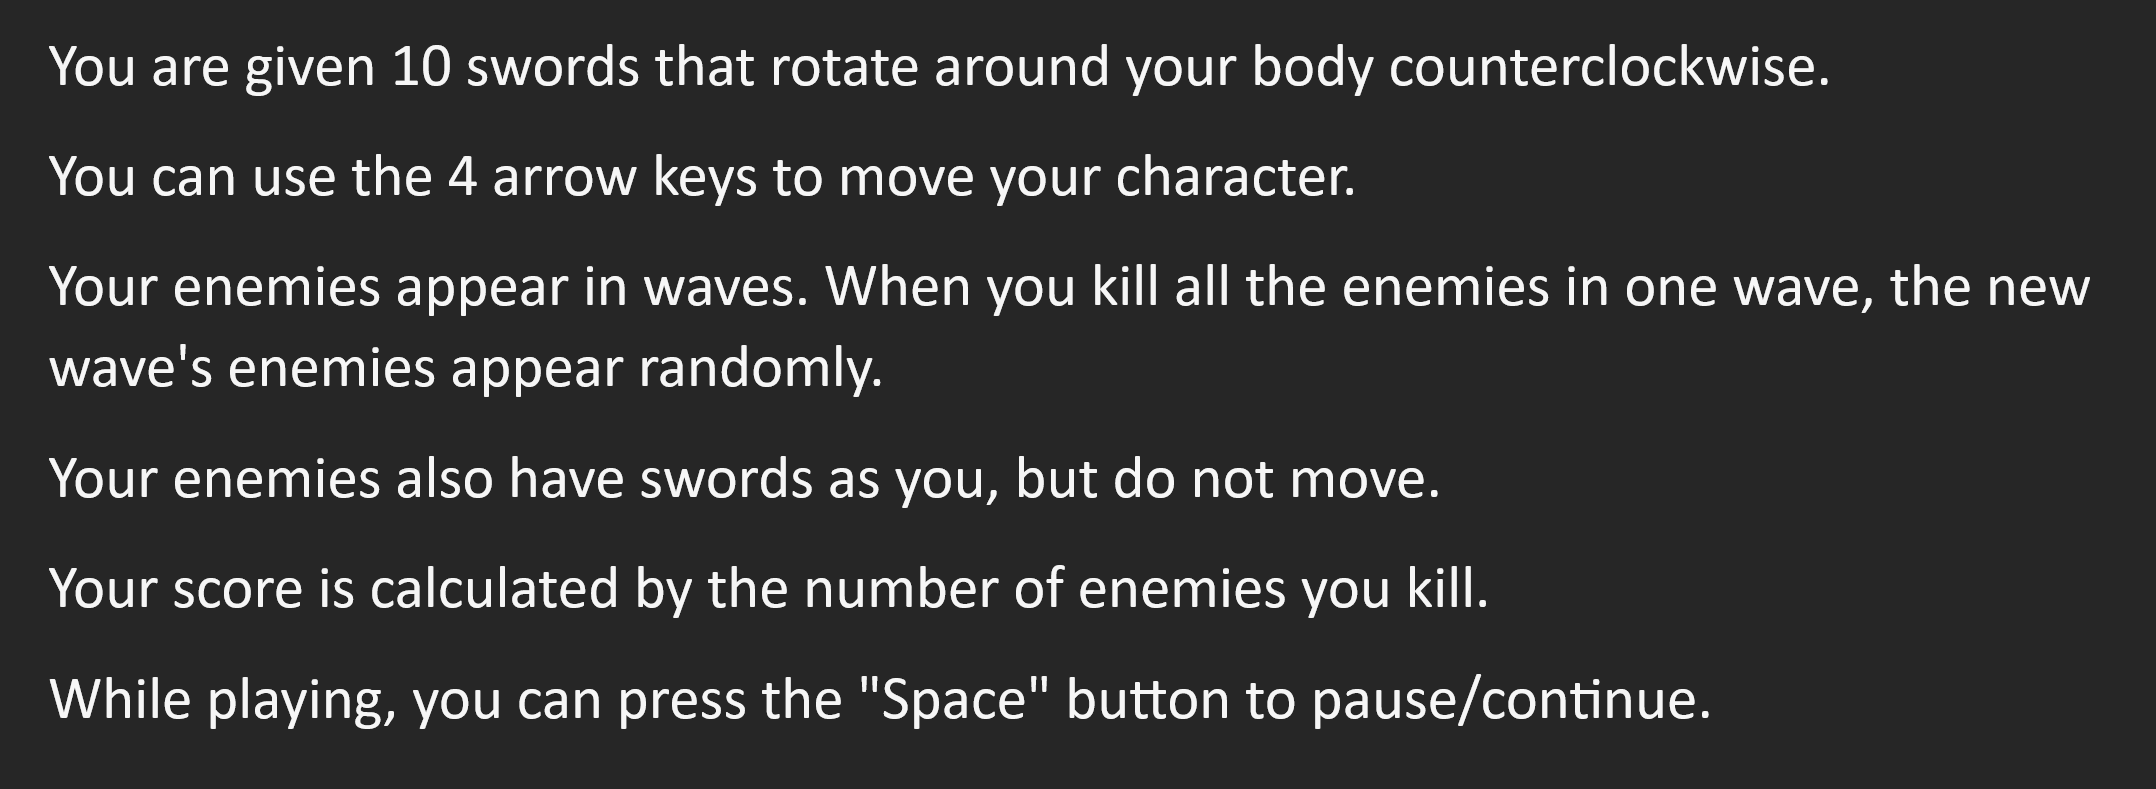 You are given 10 swords that rotate around your body counterclockwise.
You can use the 4 arrow keys to move your character.
Your enemies appear in waves. When you kill all the enemies in one wave, the new
wave's enemies appear randomly.
Your enemies also have swords as you, but do not move.
Your score is calculated by the number of enemies you kill.
While playing, you can press the "Space" button to pause/continue.